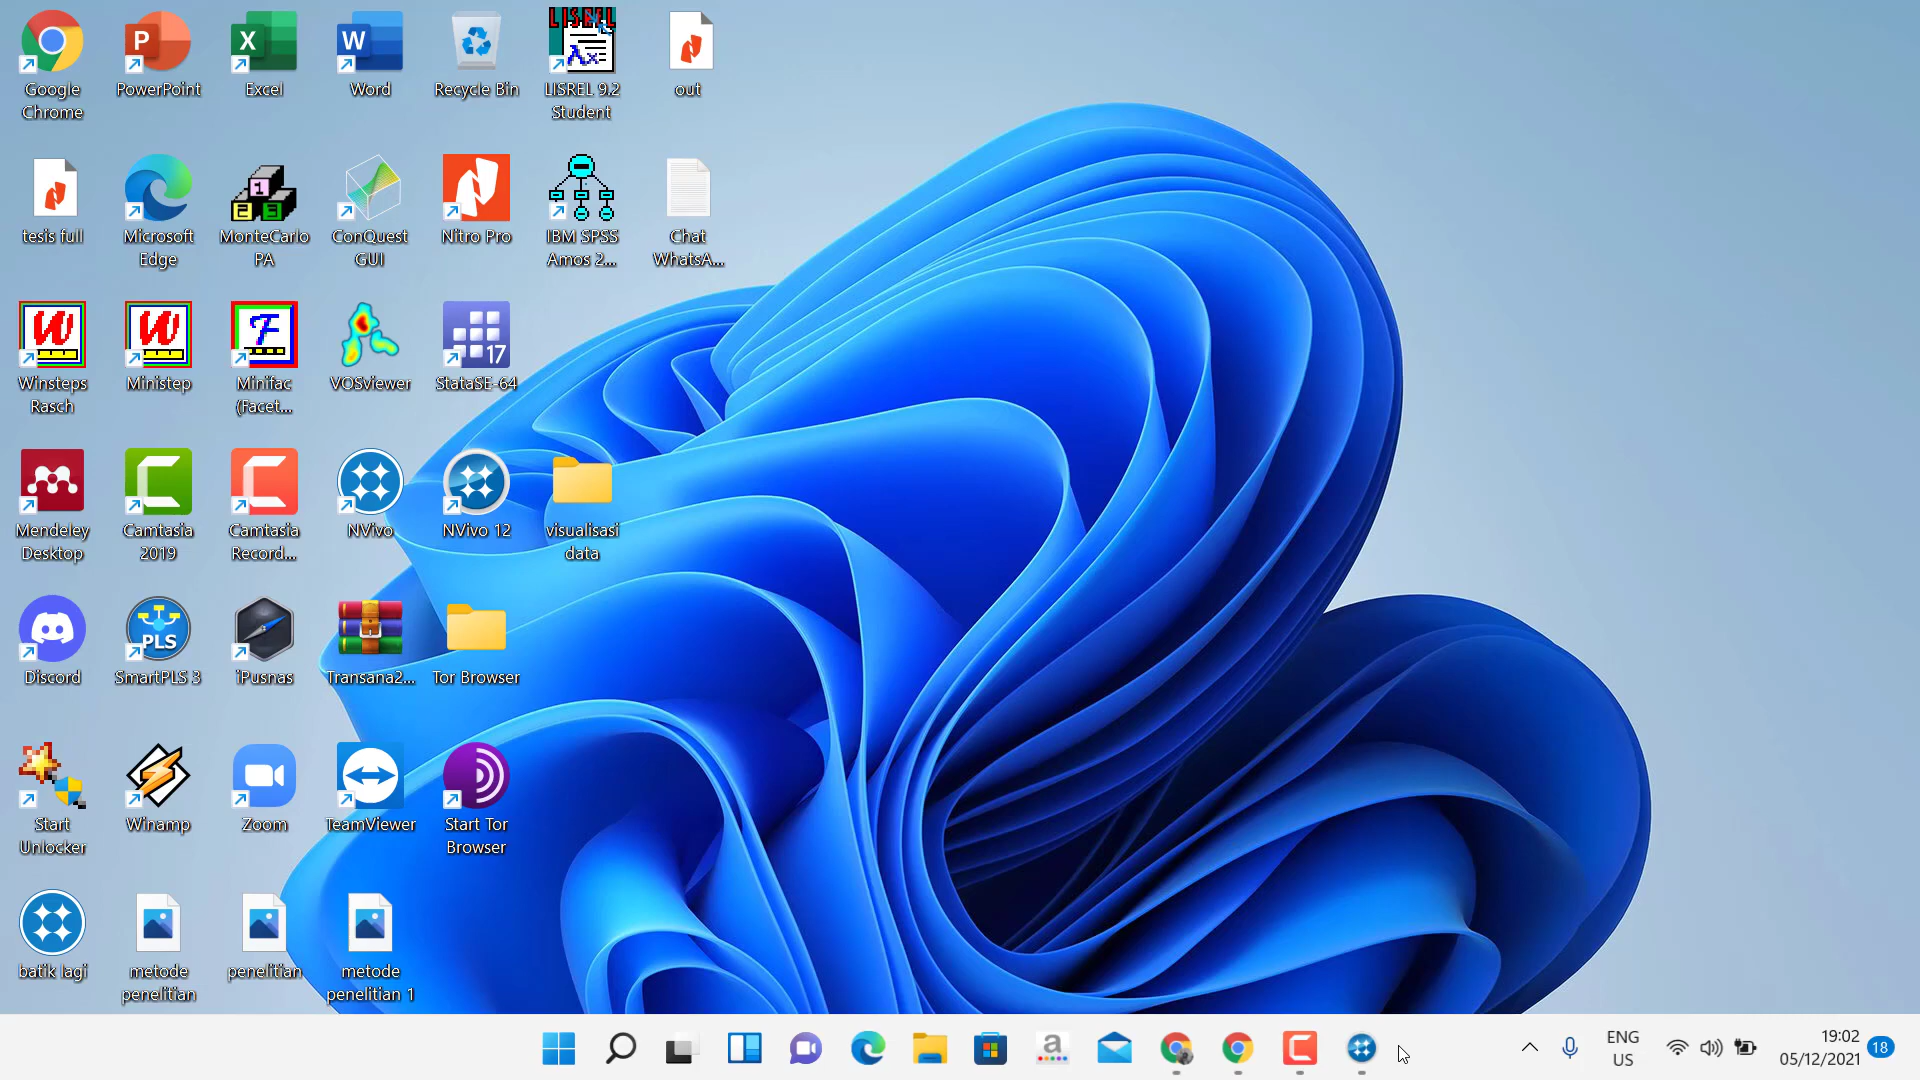 Google
Chrome
PowerPoint
Excel
Word
Recycle Bin
LISREL 9.2
Student
out
tesis full
Microsoft
Edge
MonteCarlo
PA
ConQuest
GUI
Nitro Pro
IBM SPSS
Amos 2...
Chat
WhatsA...
Winsteps
Rasch
Ministep
Minifac
(Facet...
VOSviewer
17
StataSE-64
Mendeley
Desktop
Camtasia
2019
Camtasia
Record...
NVivo
NVivo 12
visualisasi
data
Discord
PLS
SmartPLS 3
iPusnas
Transana2...
Tor Browser
Start
Unlocker
Winamp
Zoom
TeamViewer
Start Tor
Browser
batik lagi
metode
penelitian
penelitian
metode
penelitian 1
ENG
US
19:02
05/12/2021
18